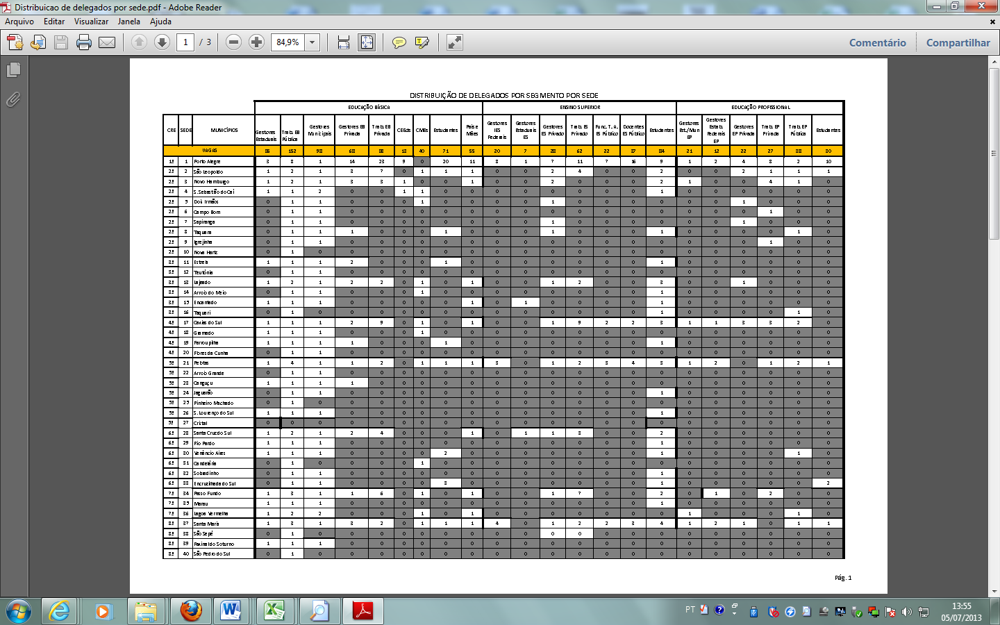 Distribuicao de delegados por sede.pdf - Adobe Reader
Arquivo Editar Visualizar Janela Ajuda
1 / 3 84,9% Comentário Compartilhar
DISTRIBUIÇÃO DE DELEGADOS POR SEGMENTO POR SEDE
EDUCAÇÃO BÁSICA ENSINO SUPERIOR EDUCAÇÃO PROFISSIONAL
CRE SEDE MUNICÍPIOS Gestores Estaduais Trab. EB Pública Gestores Municipais Gestores EB Privada Trab. EB Privada CEEds CMEs Estudantes Pais e Mães Gestores IES Federais Gestores Estaduais ES Gestores ES Privado Trab. ES Privado Func. T. A. ES Público Docentes ES Público Estudantes Gestores Est./Mun EP Gestores Estab. Federais EP Gestores EP Privada Trab. EP Privada Trab. EP Pública Estudantes
VAGAS 86 152 98 68 88 13 40 71 55 20 7 28 62 22 37 84 21 12 22 27 38 30
1ª 1 Porto Alegre 3 8 1 14 23 9 0 20 11 8 1 7 11 7 16 9 1 2 4 8 2 10
2ª 2 São Leopoldo 1 2 1 3 7 0 1 1 1 0 0 2 4 0 0 2 0 0 2 1 1 1
2ª 3 Novo Hamburgo 1 2 1 3 3 1 0 0 1 0 0 2 0 0 0 2 1 0 0 4 1 0
2ª 4 S.Sebastião do Caí 1 1 2 0 0 1 1 0 0 0 0 0 0 0 0 1 0 0 0 0 0 0
2ª 5 Dois Irmãos 0 1 1 0 0 0 1 0 0 0 0 1 0 0 0 0 0 0 1 0 0 0
2ª 6 Campo Bom 0 1 1 0 0 0 0 0 0 0 0 0 0 0 0 0 0 0 0 1 0 0
2ª 7 Sapiranga 0 1 1 0 0 0 0 0 0 0 0 1 0 0 0 0 0 0 1 0 0 0
2ª 8 Taquara 0 1 1 1 0 0 0 1 0 0 0 1 0 0 0 1 0 0 0 0 1 0
2ª 9 Igrejinha 0 1 1 0 0 0 0 0 0 0 0 0 0 0 0 0 0 0 0 1 0 0
2ª 10 Nova Hartz 0 1 0 0 0 0 0 0 0 0 0 0 0 0 0 0 0 0 0 0 0 0
3ª 11 Estrela 1 1 1 2 0 0 0 1 0 0 0 0 0 0 0 1 0 0 0 0 0 0
3ª 12 Teutônia 0 1 1 0 0 0 0 0 0 0 0 0 0 0 0 0 0 0 0 0 0 0
3ª 13 Lajeado 1 2 1 2 2 0 1 0 1 0 0 1 2 0 0 3 0 0 1 0 0 0
3ª 14 Arroio do Meio 0 1 1 0 0 0 1 0 0 0 0 0 0 0 0 1 0 0 0 0 0 0
3ª 15 Encantado 1 1 1 0 0 0 0 0 1 0 1 0 0 0 0 1 0 0 0 0 0 0
3ª 16 Taquari 0 1 0 0 0 0 0 0 0 0 0 0 0 0 0 1 0 0 0 0 1 0
4ª 17 Caxias do Sul 1 1 1 2 9 0 1 0 1 0 0 1 9 2 2 3 1 1 3 3 2 0
4ª 18 Gramado 1 1 1 0 0 0 1 0 0 0 0 0 0 0 0 0 0 0 0 0 0 0
4ª 19 Farroupilha 1 1 1 1 0 0 0 1 0 0 0 0 0 0 0 1 0 0 0 0 0 0
4ª 20 Flores da Cunha 0 1 1 0 0 0 0 0 0 0 0 0 0 0 0 0 0 0 0 0 0 0
5ª 21 Pelotas 1 4 1 1 2 0 1 1 1 3 0 1 2 3 4 3 1 2 0 1 2 1
5ª 22 Arroio Grande 0 1 1 0 0 0 0 0 0 0 0 0 0 0 0 0 0 0 0 0 0 0
5ª 23 Canguçu 1 1 1 1 0 0 0 0 0 0 0 0 0 0 0 0 0 0 0 0 0 0
5ª 24 Jaguarão 0 1 1 0 0 0 0 0 0 0 0 0 0 0 0 1 0 0 0 0 0 0
5ª 25 Pinheiro Machado 0 1 0 0 0 0 0 0 0 0 0 0 0 0 0 0 0 0 0 0 0 0
5ª 26 S. Lourenço do Sul 1 1 1 0 0 0 0 0 0 0 0 0 0 0 0 1 0 0 0 0 0 0
5ª 27 Cristal 0 0 0 0 0 0 0 0 0 0 0 0 0 0 0 0 0 0 0 0 0 0
6ª 28 Santa Cruz do Sul 1 2 1 2 4 0 0 0 1 0 1 1 3 0 0 2 0 0 0 0 0 0
6ª 29 Rio Pardo 1 1 1 0 0 0 0 0 0 0 0 0 0 0 0 1 0 0 0 0 0 0
6ª 30 Venâncio Aires 1 1 1 0 0 0 0 2 0 0 0 0 0 0 0 1 0 0 0 0 1 0
6ª 31 Candelária 0 1 0 0 0 0 1 0 0 0 0 0 0 0 0 0 0 0 0 0 0 0
6ª 32 Sobradinho 0 1 1 0 0 0 0 0 0 0 0 0 0 0 0 1 0 0 0 0 0 0
6ª 33 Encruzilhada do Sul 0 1 1 0 0 0 0 3 0 0 0 0 0 0 0 1 0 0 0 0 0 2
7ª 34 Passo Fundo 1 3 1 1 6 0 1 0 1 0 0 1 7 0 0 2 0 1 0 2 0 0
7ª 35 Marau 1 1 1 0 0 0 0 0 0 0 0 0 0 0 0 1 0 0 0 0 0 0
7ª 36 Lagoa Vermelha 1 2 2 0 0 0 1 0 1 0 0 0 0 0 0 0 1 0 0 0 1 0
8ª 37 Santa Maria 1 3 1 3 2 0 1 1 1 4 0 1 2 2 3 4 1 2 1 0 1 1
8ª 38 São Sepé 0 1 0 0 0 0 0 0 0 0 0 0 0 0 0 0 0 0 0 0 0 0
8ª 39 Faxinal do Soturno 1 1 1 0 0 0 0 0 0 0 0 0 0 0 0 0 0 0 0 0 0 0
8ª 40 São Pedro do Sul 0 1 0 0 0 0 0 0 0 0 0 0 0 0 0 0 0 0 0 0 0 0
Pág. 1
PT 13:55
05/07/2013